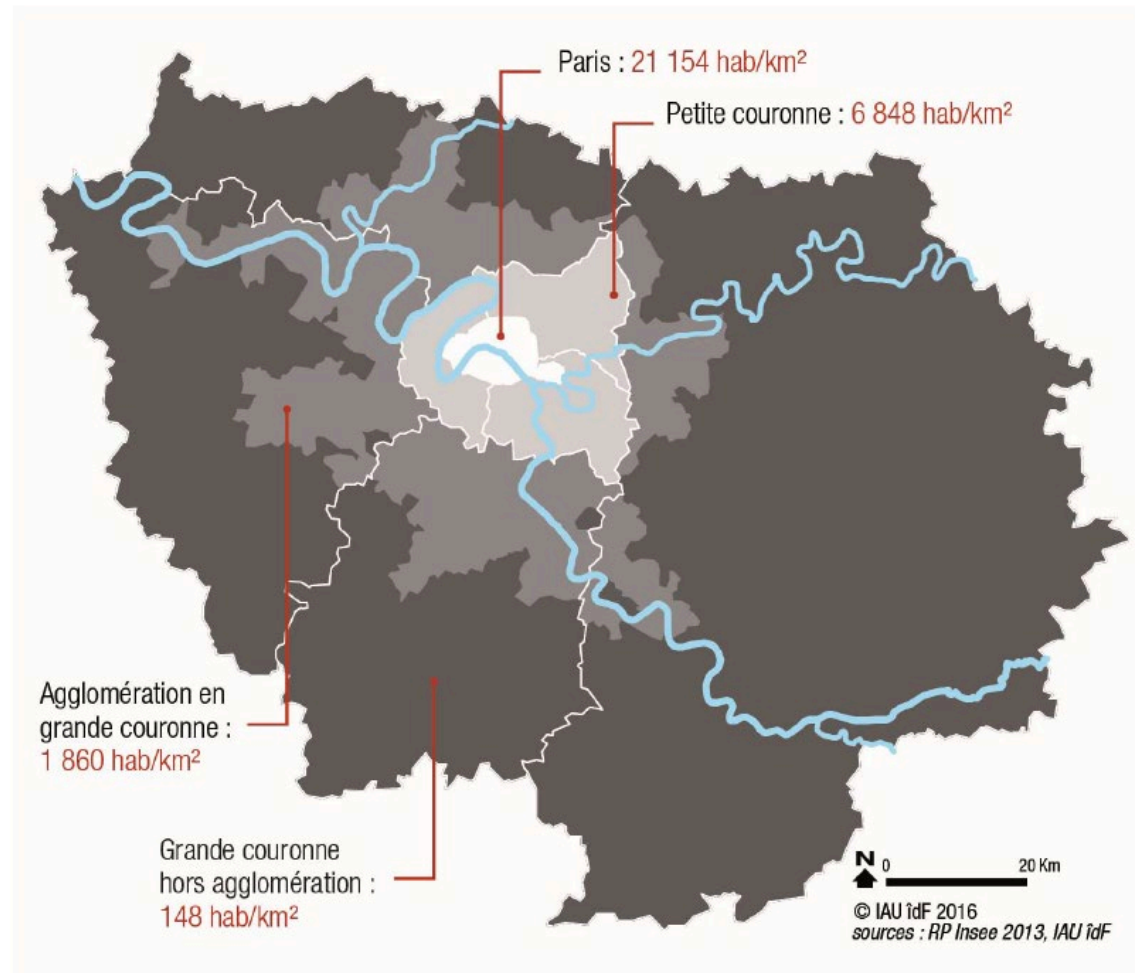 Paris : 21 154 hab/km²
Petite couronne : 6 848 hab/km²
Agglomération en
grande couronne :
1 860 hab/km²
Grande couronne
hors agglomération :
148 hab/km²
N 0 20 Km
© IAU îdF 2016
sources : RP Insee 2013, IAU îdF